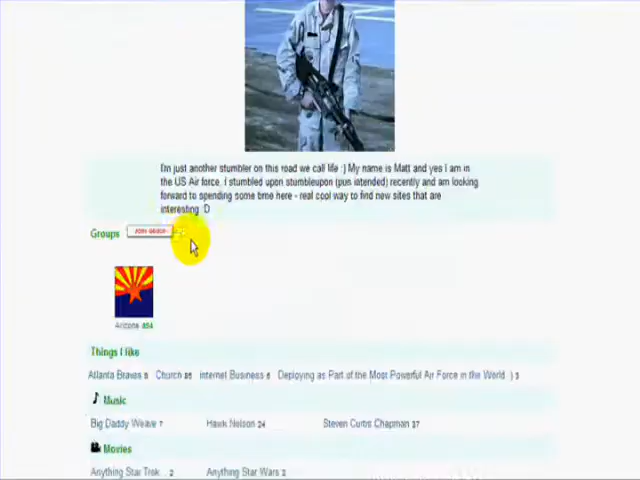 I'm just another stumbler on this road we call life :) My name is Matt and yes I am in
the US Air force. I stumbled upon stumbleupon (pun intended) recently and am looking
forward to spending some time here - real cool way to find new sites that are
interesting :D
Groups JOIN GROUP
Arizona 854
Things I like
Atlanta Braves 8 Church 85 Internet Business 6 Deploying as Part of the Most Powerful Air Force in the World :) 3
Music
Big Daddy Weave 7 Hawk Nelson 24 Steven Curtis Chapman 37
Movies
Anything Star Trek... 2 Anything Star Wars 2